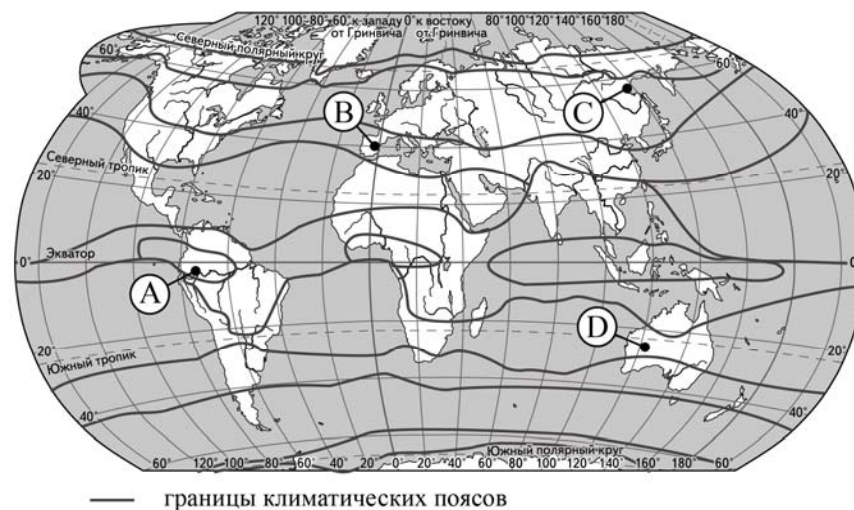 120°100°-80°-60° к западу 0° к востоку 80° 100°120°140°160°180°
от Гринвича от Гринвича
Северный полярный круг
60°
60°
40°
40°
B
C
Северный тропик
20°
20°
Экватор
0°
0°
A
D
20°
20°
Южный тропик
40°
40°
Южный полярный круг
60° 120° 100° 80° 60° 40° 20° 0° 20° 40° 60° 80° 100° 120° 140° 160° 180° 60°
границы климатических поясов